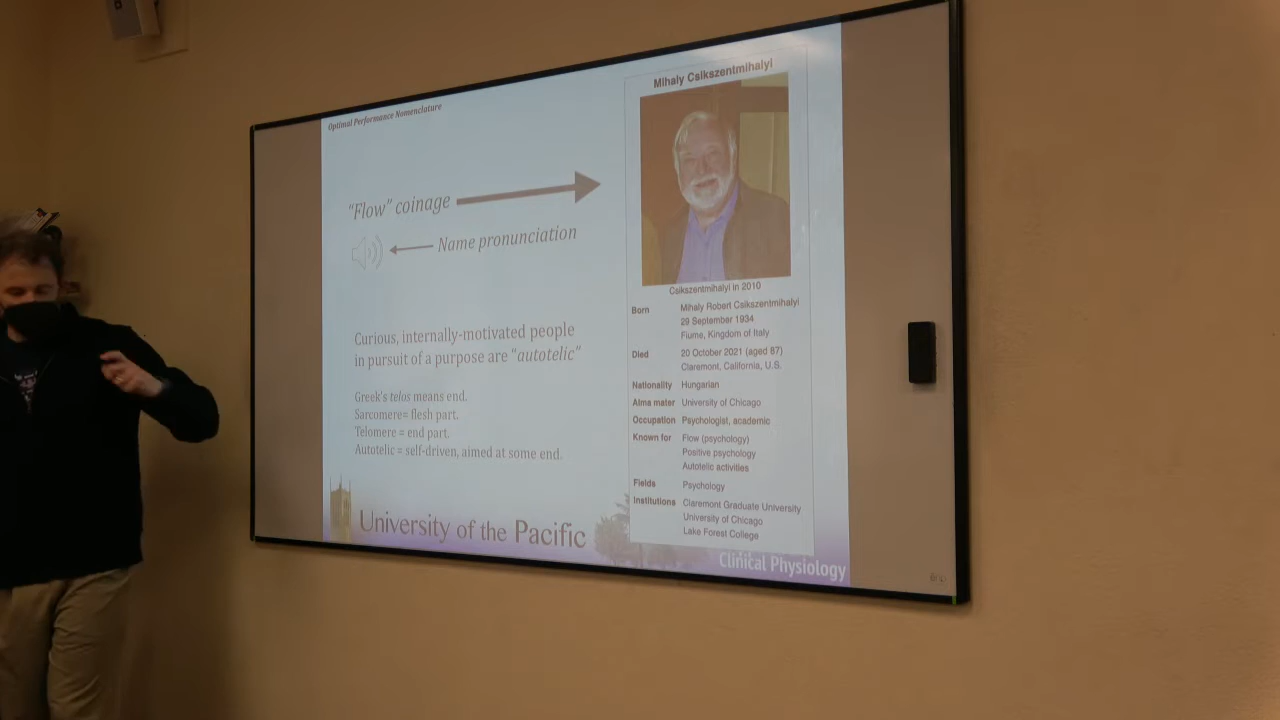 Optimal Performance Nomenclature
"Flow" coinage
Name pronunciation
Curious, internally-motivated people
in pursuit of a purpose are "autotelic"
Greek's telos means end.
Sarcomere= flesh part.
Telomere = end part.
Autotelic = self-driven, aimed at some end.
University of the Pacific
Mihaly Csikszentmihalyi
Csikszentmihalyi in 2010
Born Mihaly Robert Csikszentmihalyi
29 September 1934
Fiume, Kingdom of Italy
Died 20 October 2021 (aged 87)
Claremont, California, U.S.
Nationality Hungarian
Alma mater University of Chicago
Occupation Psychologist, academic
Known for Flow (psychology)
Positive psychology
Autotelic activities
Fields Psychology
Institutions Claremont Graduate University
University of Chicago
Lake Forest College
Clinical Physiology